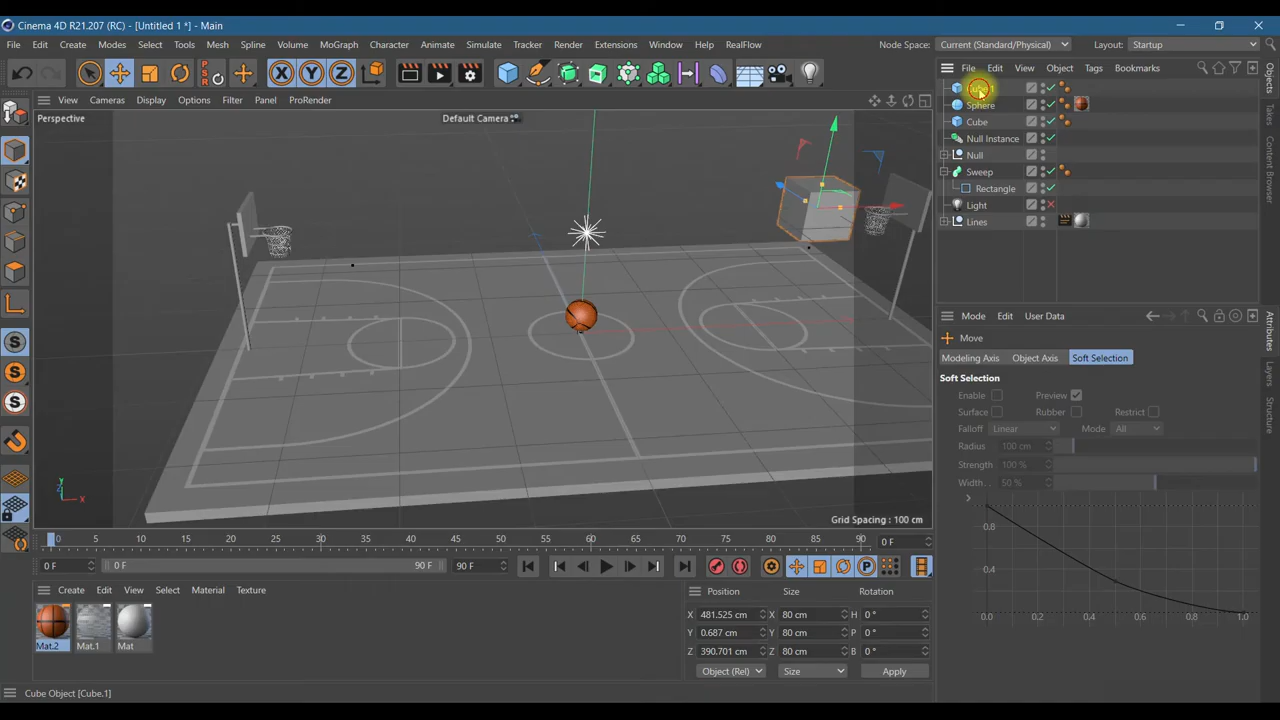 Cinema 4D R21.207 (RC) - [Untitled 1 *] - Main
File Edit Create Modes Select Tools Mesh Spline Volume MoGraph Character Animate Simulate Tracker Render Extensions Window Help RealFlow Node Space: Current (Standard/Physical) Layout: Startup
PSR X Y Z
File Edit View Object Tags Bookmarks
View Cameras Display Options Filter Panel ProRender
Perspective
Default Camera
Sphere
Cube
Null Instance
Null
Sweep
Rectangle
Light
Lines
Objects
Takes
Content Browser
Attributes
Layers
Structure
Mode Edit User Data
Move
Modeling Axis Object Axis Soft Selection
Soft Selection
Enable Preview
Surface Rubber Restrict
Falloff Linear Mode All
Radius 100 cm
Strength 100 %
Width . . 50 %
0.8
0.4
0.0 0.2 0.4 0.6 0.8 1.0
Y
Z
X
Grid Spacing : 100 cm
0 5 10 15 20 25 30 35 40 45 50 55 60 65 70 75 80 85 90 0 F
0 F 0 F 90 F 90 F
P
Create Edit View Select Material Texture
Mat.2 Mat.1 Mat
Position Size Rotation
X 481.525 cm X 80 cm H 0 °
Y 0.687 cm Y 80 cm P 0 °
Z 390.701 cm Z 80 cm B 0 °
Object (Rel) Size Apply
Cube Object [Cube.1]